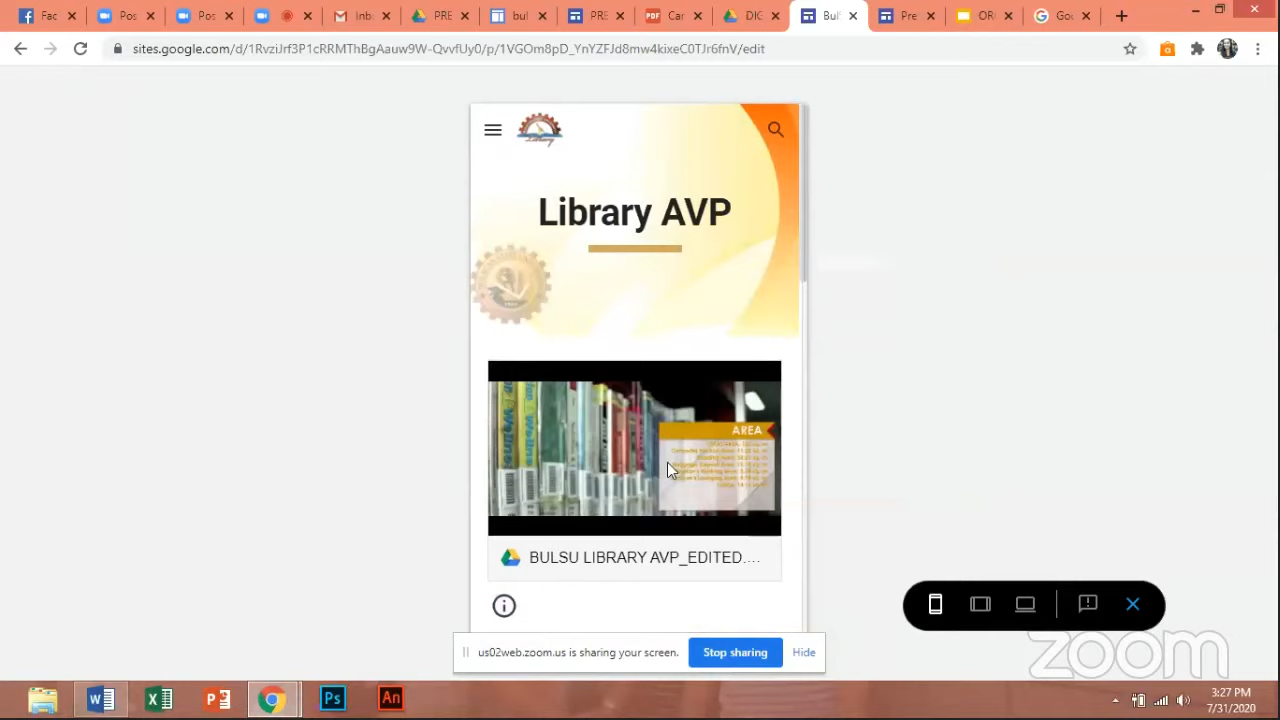 Fac
Pos
Pos
Inb
PRE
bul
PRE
Car
DIC
Bul
Pre
OR
Goo
sites.google.com/d/1RvziJrf3P1cRRMThBgAauw9W-QvvfUy0/p/1VGOm8pD_YnYZFJd8mw4kixeC0TJr6fnV/edit
Library
Library AVP
AREA
BULSU LIBRARY AVP_EDITED....
us02web.zoom.us is sharing your screen.
Stop sharing
Hide
zoom
3:27 PM
7/31/2020